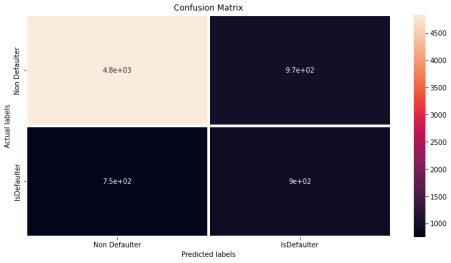 Confusion Matrix
Non Defaulter
4.8e+03
9.7e+02
Actual labels
IsDefaulter
7.5e+02
9e+02
Non Defaulter
IsDefaulter
Predicted labels
4500
4000
3500
3000
2500
2000
1500
1000